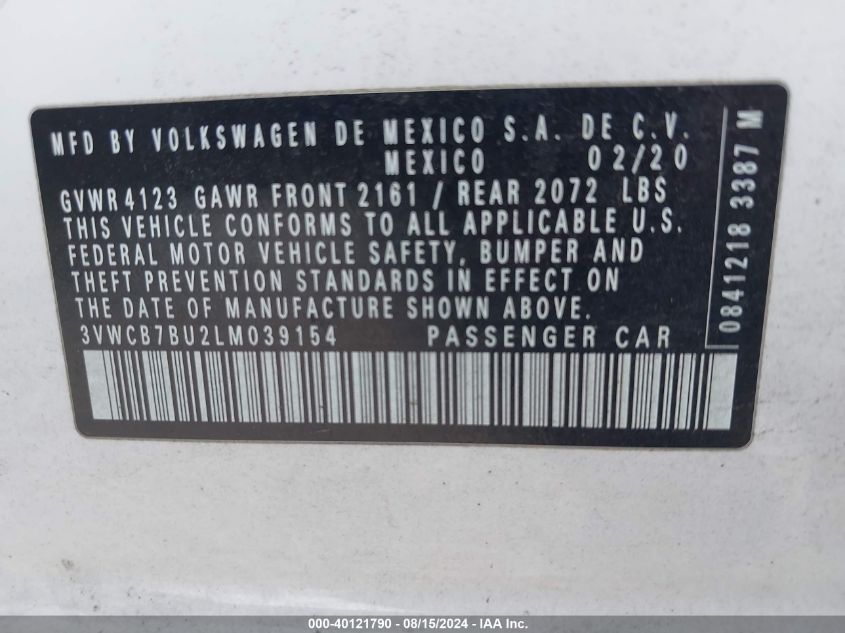 MFD BY VOLKSWAGEN DE MEXICO S.A. DE C.V.
MEXICO 02/20
GVWR 4123 GAWR FRONT 2161 / REAR 2072 LBS
THIS VEHICLE CONFORMS TO ALL APPLICABLE U.S.
FEDERAL MOTOR VEHICLE SAFETY, BUMPER AND
THEFT PREVENTION STANDARDS IN EFFECT ON
THE DATE OF MANUFACTURE SHOWN ABOVE.
3VWCB7BU2LM039154 PASSENGER CAR
0841218 3387 M
000-40121790 - 08/15/2024 - IAA Inc.